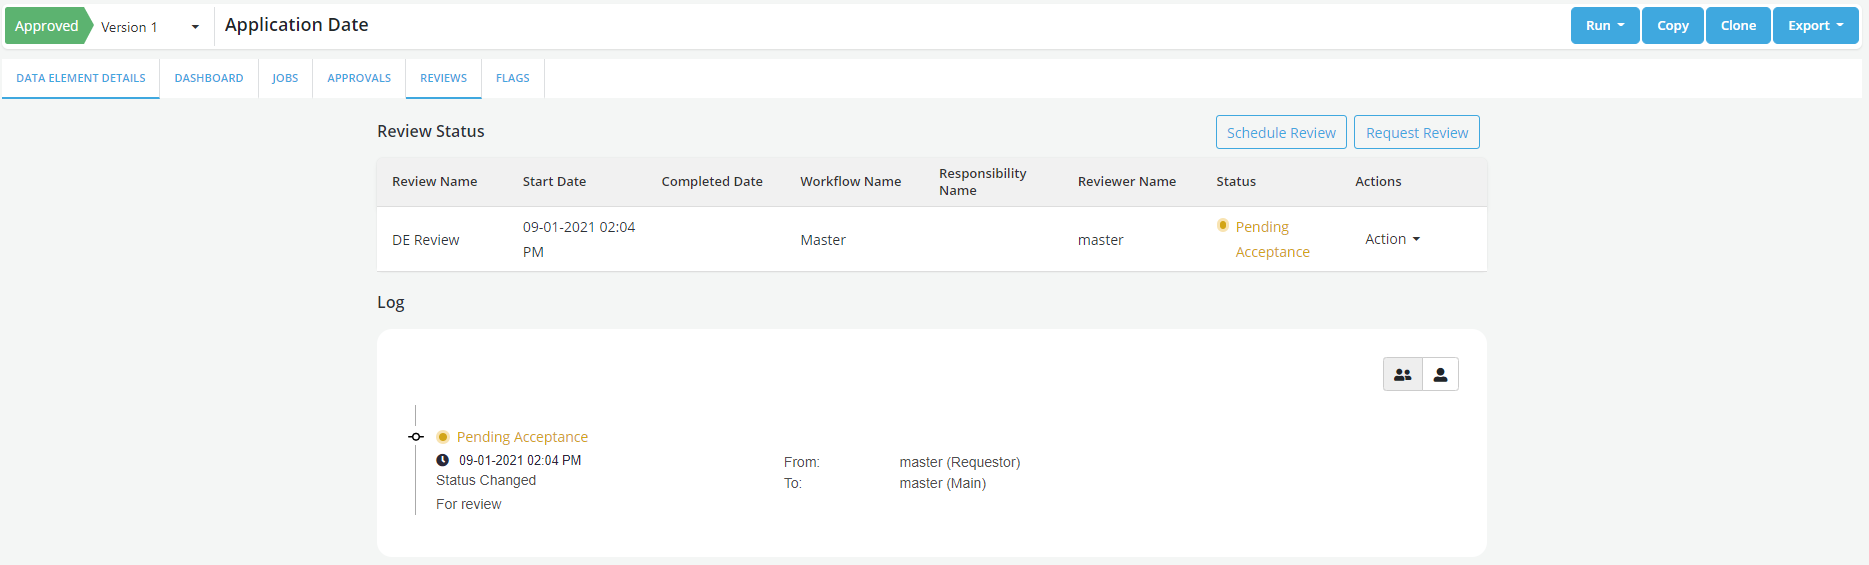 Approved Version 1 Application Date Run Copy Clone Export
DATA ELEMENT DETAILS DASHBOARD JOBS APPROVALS REVIEWS FLAGS
Review Status Schedule Review Request Review
Review Name Start Date Completed Date Workflow Name Responsibility Name Reviewer Name Status Actions
DE Review 09-01-2021 02:04 PM Master master Pending Acceptance Action
Log
Pending Acceptance
09-01-2021 02:04 PM From: master (Requestor)
Status Changed To: master (Main)
For review